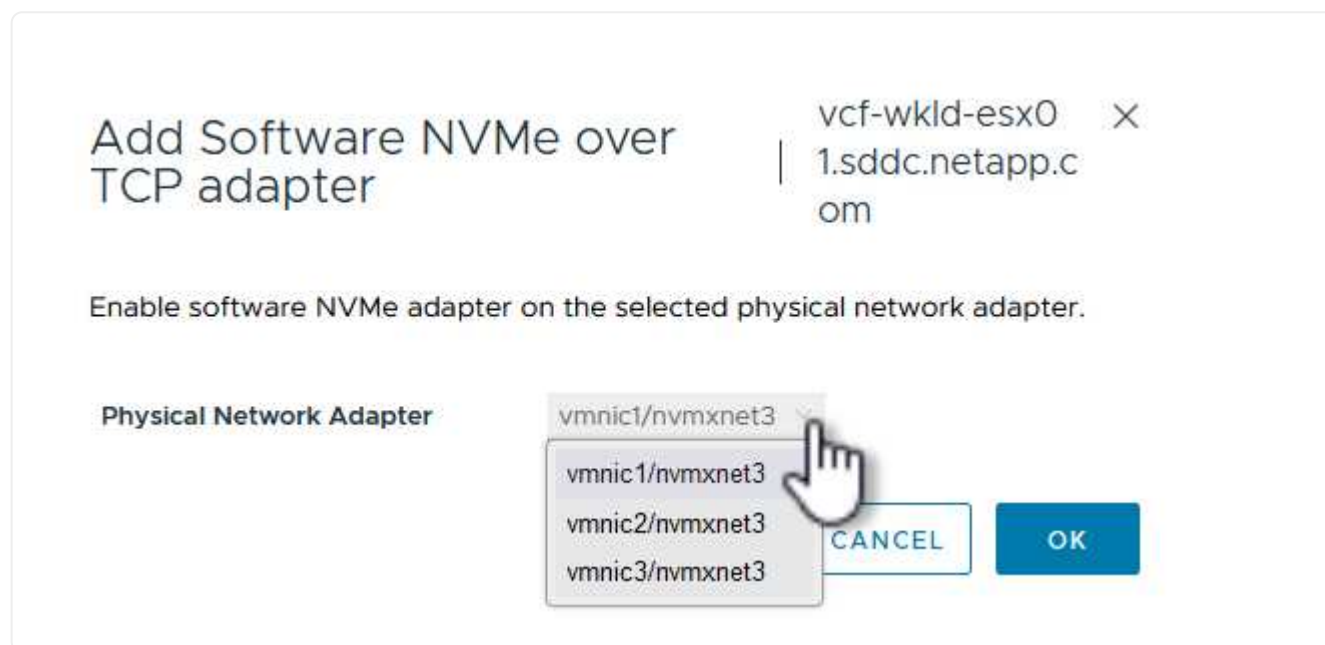 Add Software NVMe over
TCP adapter
vcf-wkld-esx0
1.sddc.netapp.c
om
Enable software NVMe adapter on the selected physical network adapter.
Physical Network Adapter
vmnic1/nvmxnet3
vmnic1/nvmxnet3
vmnic2/nvmxnet3
vmnic3/nvmxnet3
CANCEL
OK